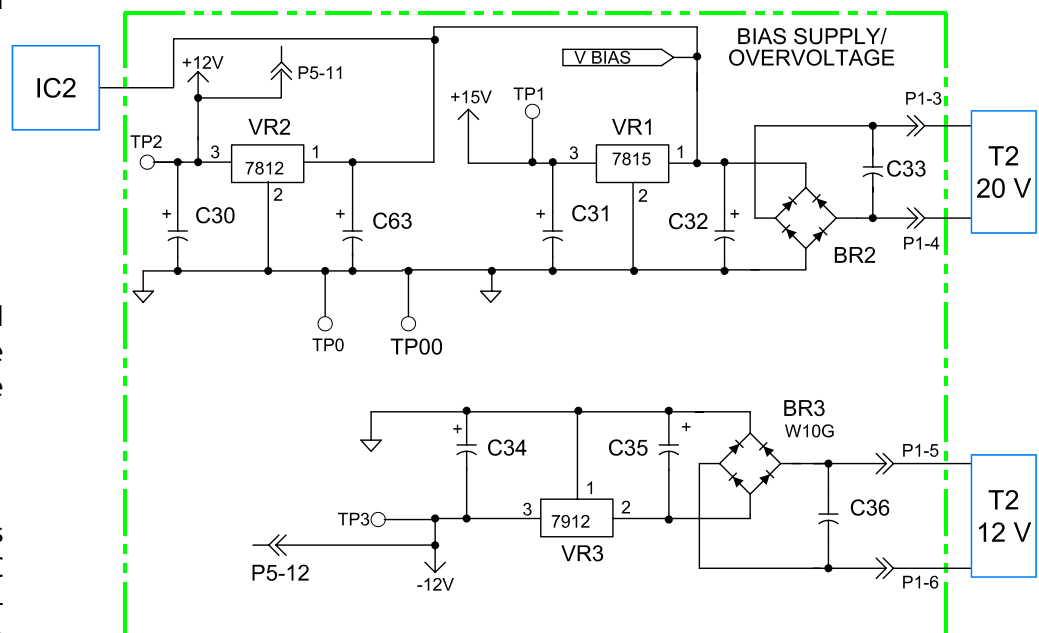 BIAS SUPPLY/
OVERVOLTAGE
V BIAS
IC2
+12V
P5-11
+15V
TP1
P1-3
TP2
VR2
VR1
3
7812
1
3
7815
1
T2
20 V
C33
2
2
+
C30
+
C63
+
C31
C32
+
P1-4
BR2
TP0
TP00
BR3
W10G
+
C34
C35
+
P1-5
T2
12 V
C36
1
TP3
3
7912
2
VR3
P5-12
-12V
P1-6